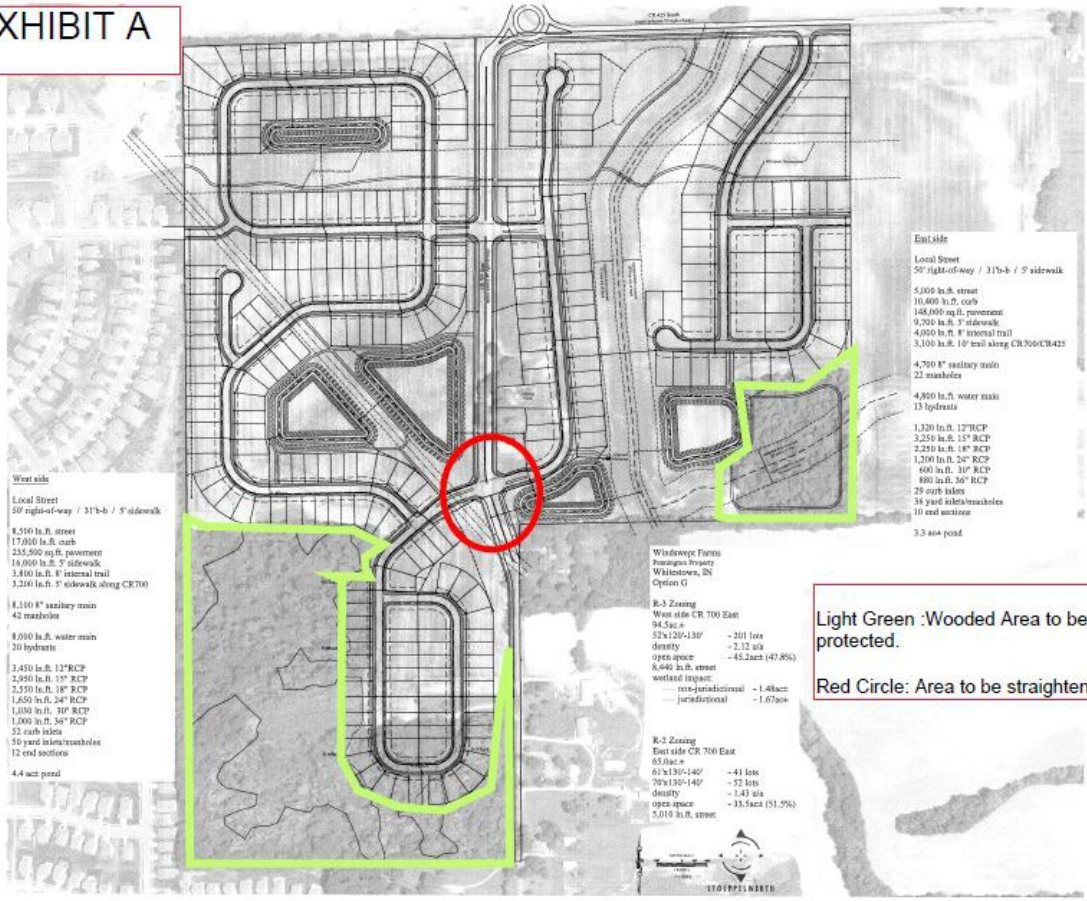 XHIBIT A
CR 425 South
East side
Local Street
50' right-of-way / 31'b-b / 5' sidewalk
5,000 ln.ft. street
10,400 ln.ft. curb
148,000 sq.ft. pavement
9,700 ln.ft. 5' sidewalk
4,000 ln.ft. 8' internal trail
3,100 ln.ft. 10' trail along CR700/CR425
4,700 8" sanitary main
22 manholes
4,800 ln.ft. water main
13 hydrants
1,320 ln.ft. 12"RCP
3,250 ln.ft. 15" RCP
2,250 ln.ft. 18" RCP
1,200 ln.ft. 24" RCP
600 ln.ft. 30" RCP
880 ln.ft. 36" RCP
29 curb inlets
36 yard inlets/manholes
10 end sections
3.3 ac± pond
West side
Local Street
50' right-of-way / 31'b-b / 5' sidewalk
8,500 ln.ft. street
17,000 ln.ft. curb
235,500 sq.ft. pavement
16,000 ln.ft. 5' sidewalk
3,800 ln.ft. 8' internal trail
3,200 ln.ft. 5' sidewalk along CR700
8,100 8" sanitary main
42 manholes
8,000 ln.ft. water main
20 hydrants
3,450 ln.ft. 12"RCP
2,950 ln.ft. 15" RCP
2,550 ln.ft. 18" RCP
1,650 ln.ft. 24" RCP
1,030 ln.ft. 30" RCP
1,000 ln.ft. 36" RCP
52 curb inlets
50 yard inlets/manholes
12 end sections
4.4 ac± pond
Windswept Farms
Pennington Property
Whitestown, IN
Option G
R-3 Zoning
West side CR 700 East
94.5ac.±
52'x120'-130' - 201 lots
density - 2.12 u/a
open space - 45.2ac± (47.8%)
8,440 ln.ft. street
wetland impact:
non-jurisdictional - 1.48ac±
jurisdictional - 1.67ac±
R-2 Zoning
East side CR 700 East
65.0ac.±
61'x130'-140' - 41 lots
70'x130'-140' - 52 lots
density - 1.43 u/a
open space - 33.5ac± (51.5%)
5,010 ln.ft. street
Light Green :Wooded Area to be
protected.
Red Circle: Area to be straighten
STOEPPELWERTH